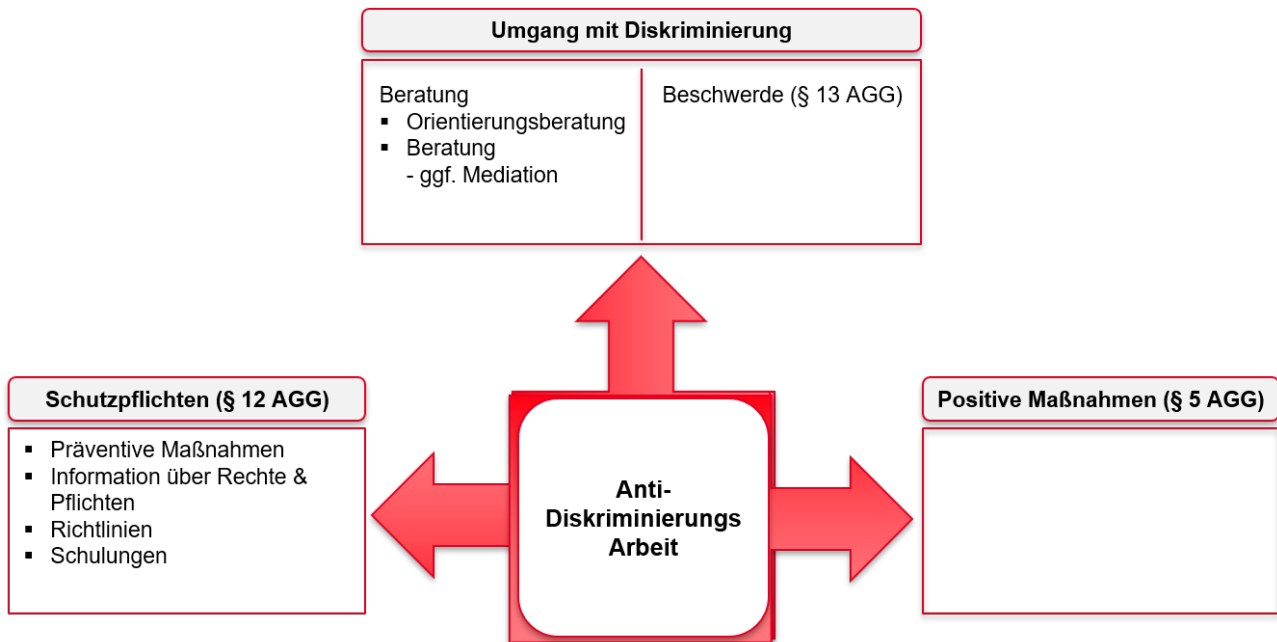 Umgang mit Diskriminierung
Beratung
▪ Orientierungsberatung
▪ Beratung
- ggf. Mediation
Beschwerde (§ 13 AGG)
Schutzpflichten (§ 12 AGG)
▪ Präventive Maßnahmen
▪ Information über Rechte &
Pflichten
▪ Richtlinien
▪ Schulungen
Anti-
Diskriminierungs
Arbeit
Positive Maßnahmen (§ 5 AGG)